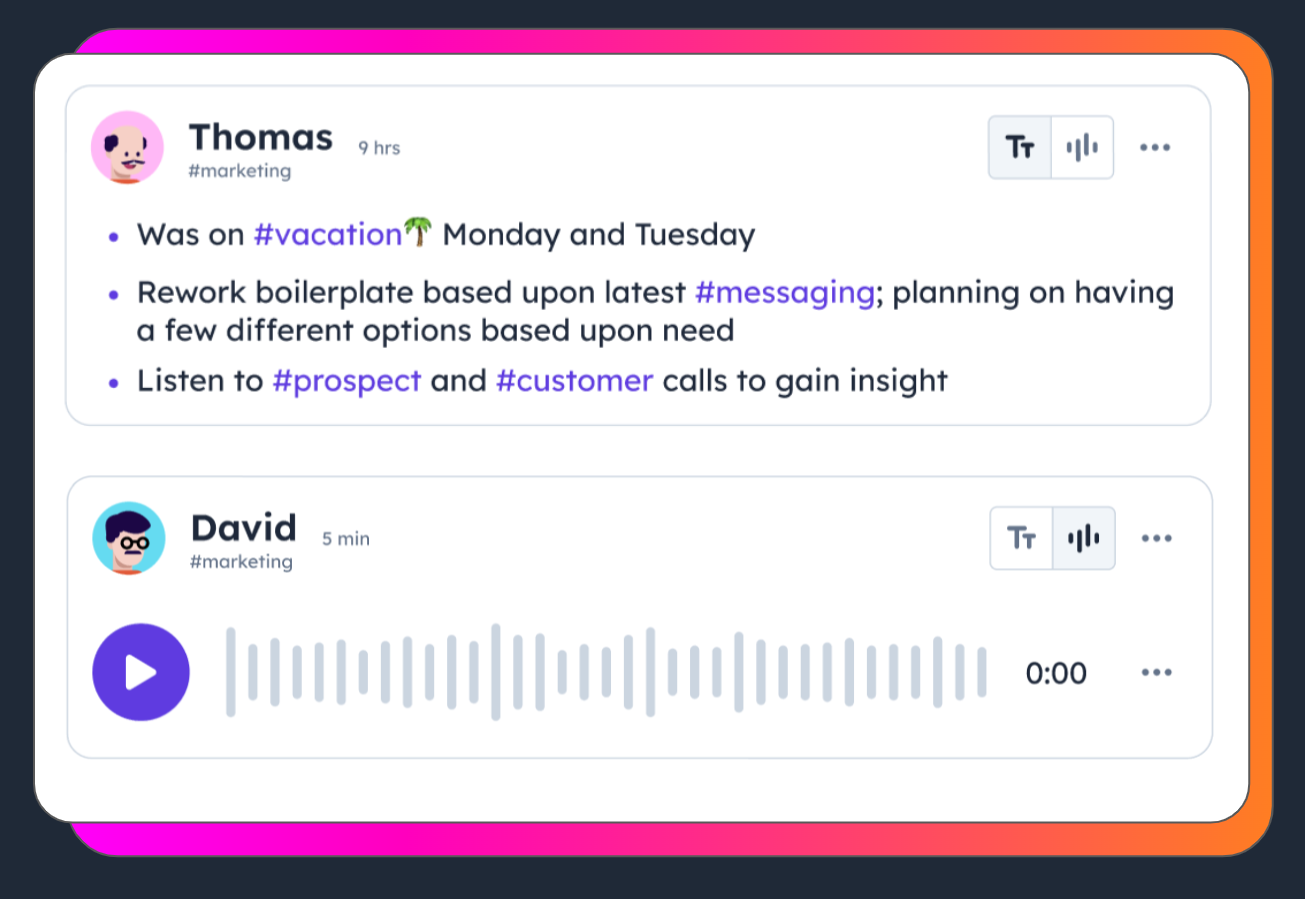 Thomas 9 hrs
#marketing
Tт
• Was on #vacation🌴 Monday and Tuesday
• Rework boilerplate based upon latest #messaging; planning on having
a few different options based upon need
• Listen to #prospect and #customer calls to gain insight
David 5 min
#marketing
Tт
0:00